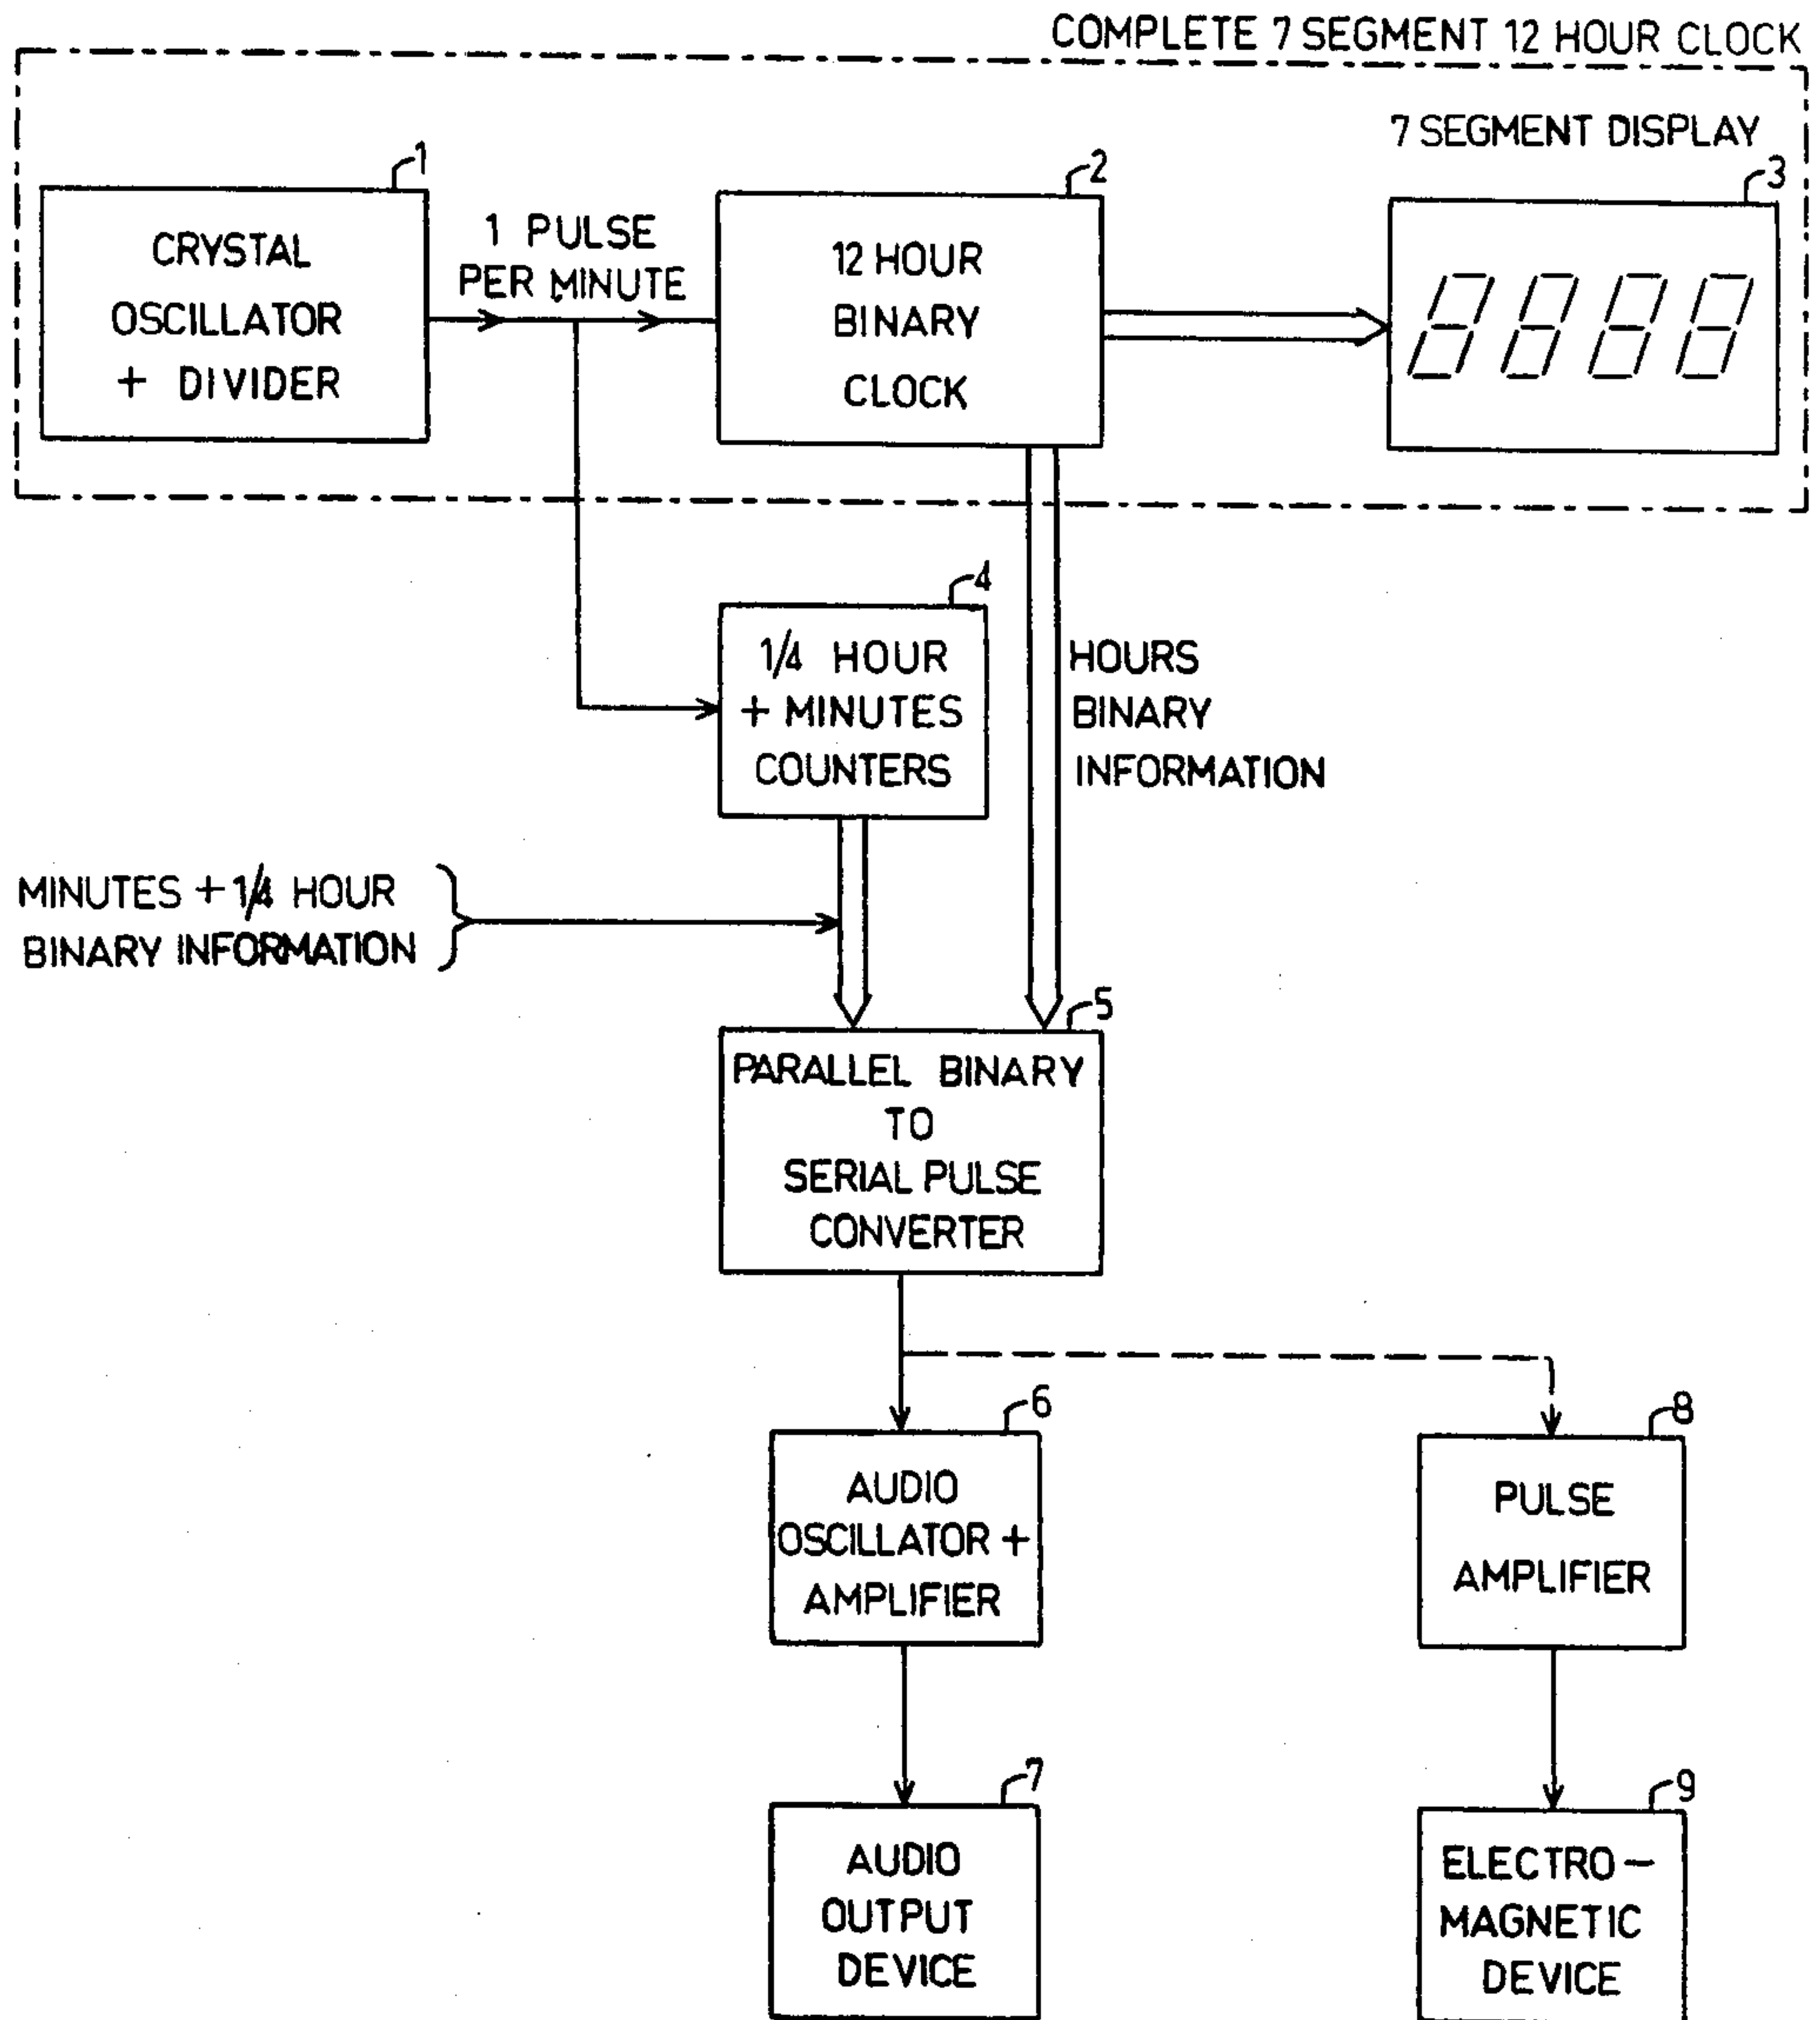 COMPLETE 7 SEGMENT 12 HOUR CLOCK
7 SEGMENT DISPLAY
1
2
3
CRYSTAL
OSCILLATOR
+ DIVIDER
1 PULSE
PER MINUTE
12 HOUR
BINARY
CLOCK
8888
4
1/4 HOUR
+ MINUTES
COUNTERS
HOURS
BINARY
INFORMATION
MINUTES + 1/4 HOUR
BINARY INFORMATION
5
PARALLEL BINARY
TO
SERIAL PULSE
CONVERTER
6
AUDIO
OSCILLATOR +
AMPLIFIER
8
PULSE
AMPLIFIER
7
AUDIO
OUTPUT
DEVICE
9
ELECTRO-
MAGNETIC
DEVICE